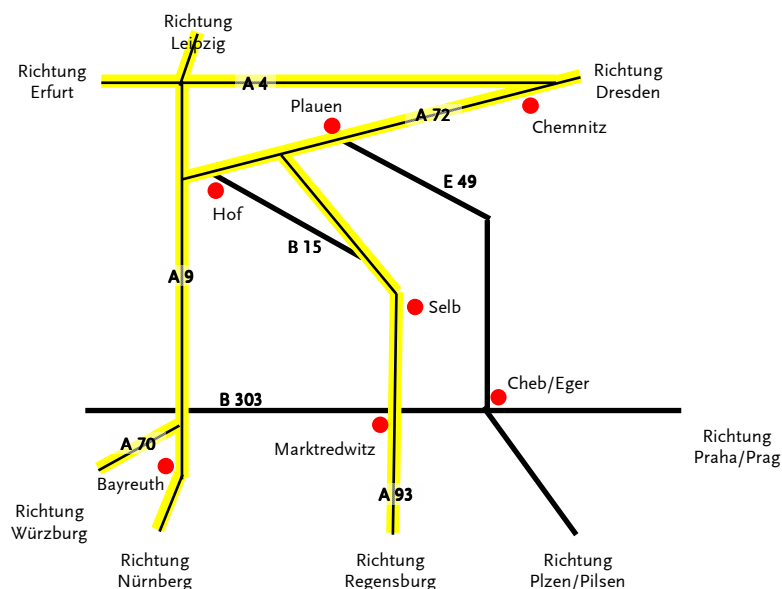 Richtung
Leipzig
Richtung
Erfurt
A 4
Richtung
Dresden
Plauen
A 72
Chemnitz
E 49
Hof
B 15
A 9
Selb
Cheb/Eger
B 303
A 70
Marktredwitz
Richtung
Praha/Prag
Bayreuth
A 93
Richtung
Würzburg
Richtung
Nürnberg
Richtung
Regensburg
Richtung
Plzen/Pilsen